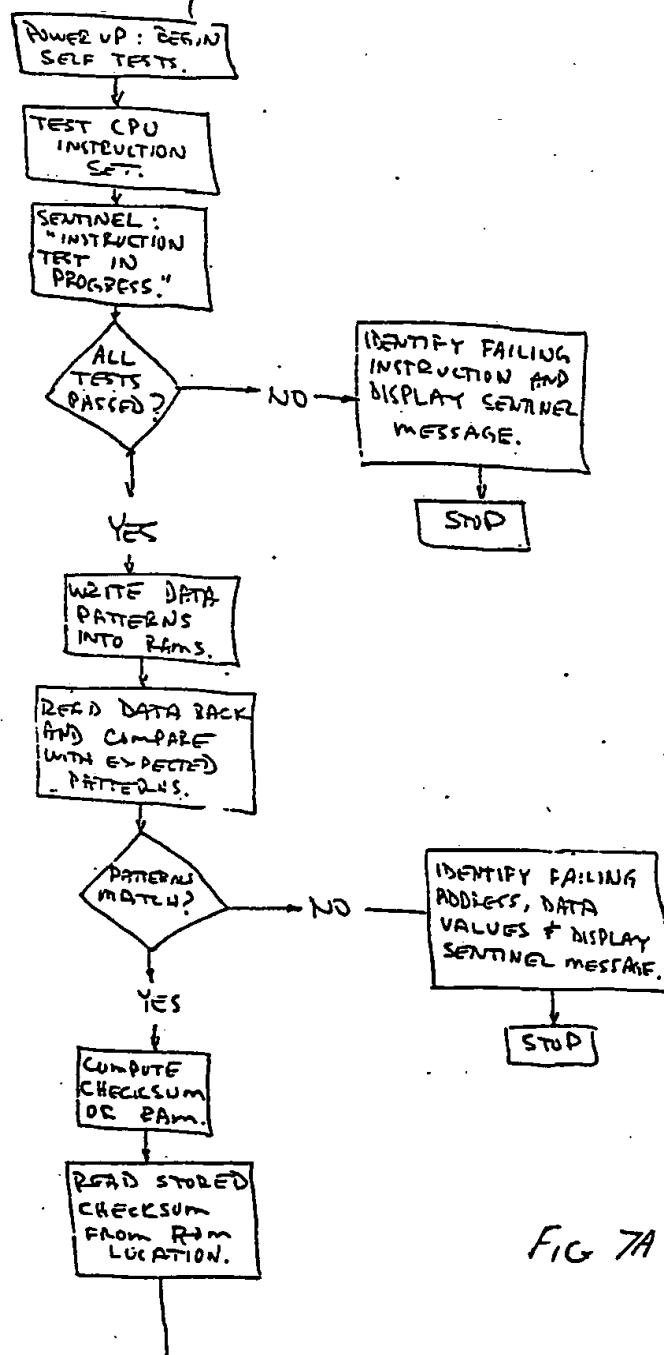 POWER UP: BEGIN
SELF TESTS.
TEST CPU
INSTRUCTION
SET.
SENTINEL:
"INSTRUCTION
TEST IN
PROGRESS."
ALL
TESTS
PASSED?
NO
IDENTIFY FAILING
INSTRUCTION AND
DISPLAY SENTINEL
MESSAGE.
STOP
YES
WRITE DATA
PATTERNS
INTO RAMS.
READ DATA BACK
AND COMPARE
WITH EXPECTED
PATTERNS.
PATTERNS
MATCH?
NO
IDENTIFY FAILING
ADDRESS, DATA
VALUES & DISPLAY
SENTINEL MESSAGE.
STOP
YES
COMPUTE
CHECKSUM
OF RAM.
READ STORED
CHECKSUM
FROM ROM
LOCATION.
FIG 7A